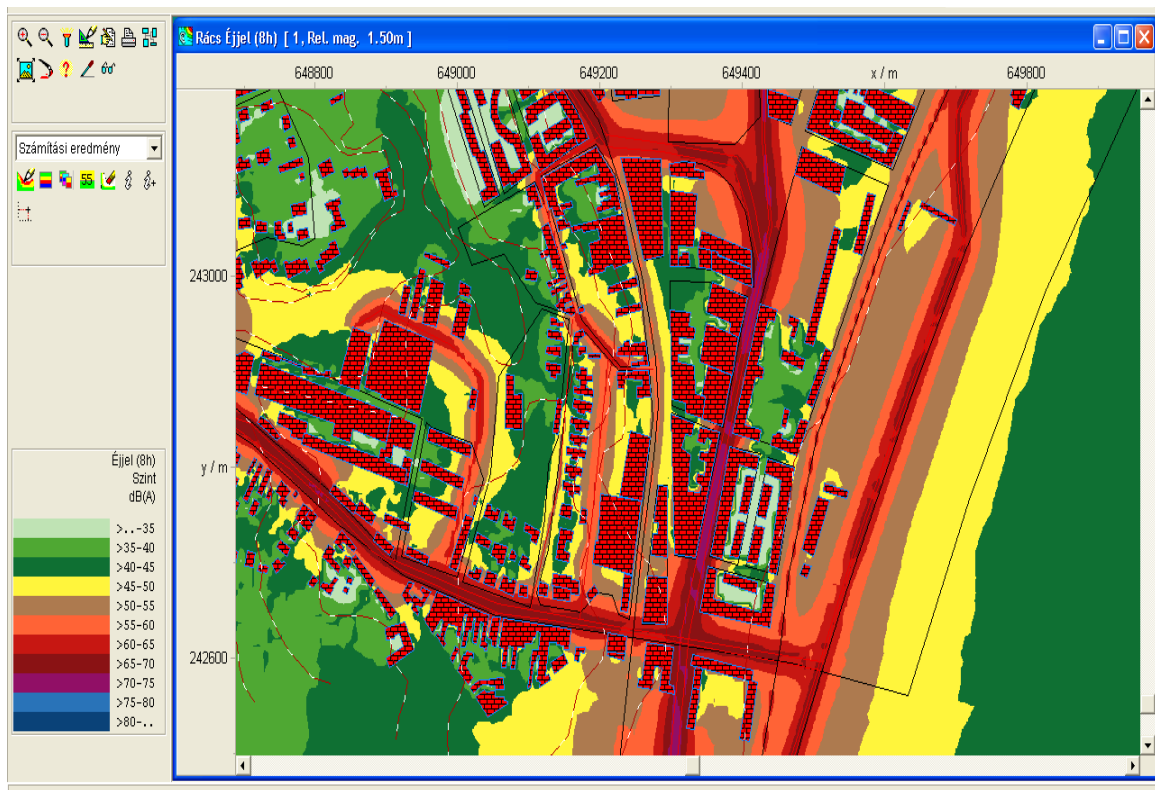 Rács Éjjel (8h) [ 1, Rel. mag. 1.50m ]
648800 649000 649200 649400 x / m 649800
Számítási eredmény
55
243000
y / m
242600
Éjjel (8h)
Szint
dB(A)
>..-35
>35-40
>40-45
>45-50
>50-55
>55-60
>60-65
>65-70
>70-75
>75-80
>80-..